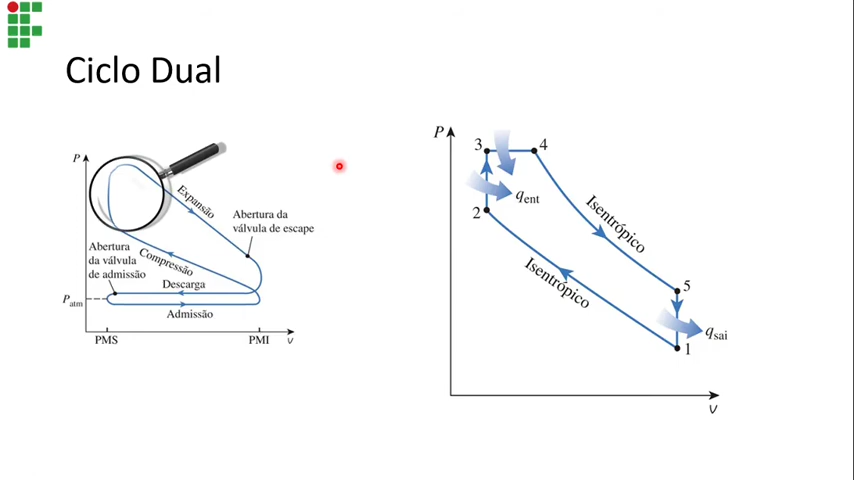 Ciclo Dual
P
Expansão
Abertura da
válvula de escape
Abertura
da válvula
de admissão
Compressão
Descarga
Patm
Admissão
PMS
PMI
v
P
3
4
qent
2
Isentrópico
Isentrópico
5
qsai
1
v